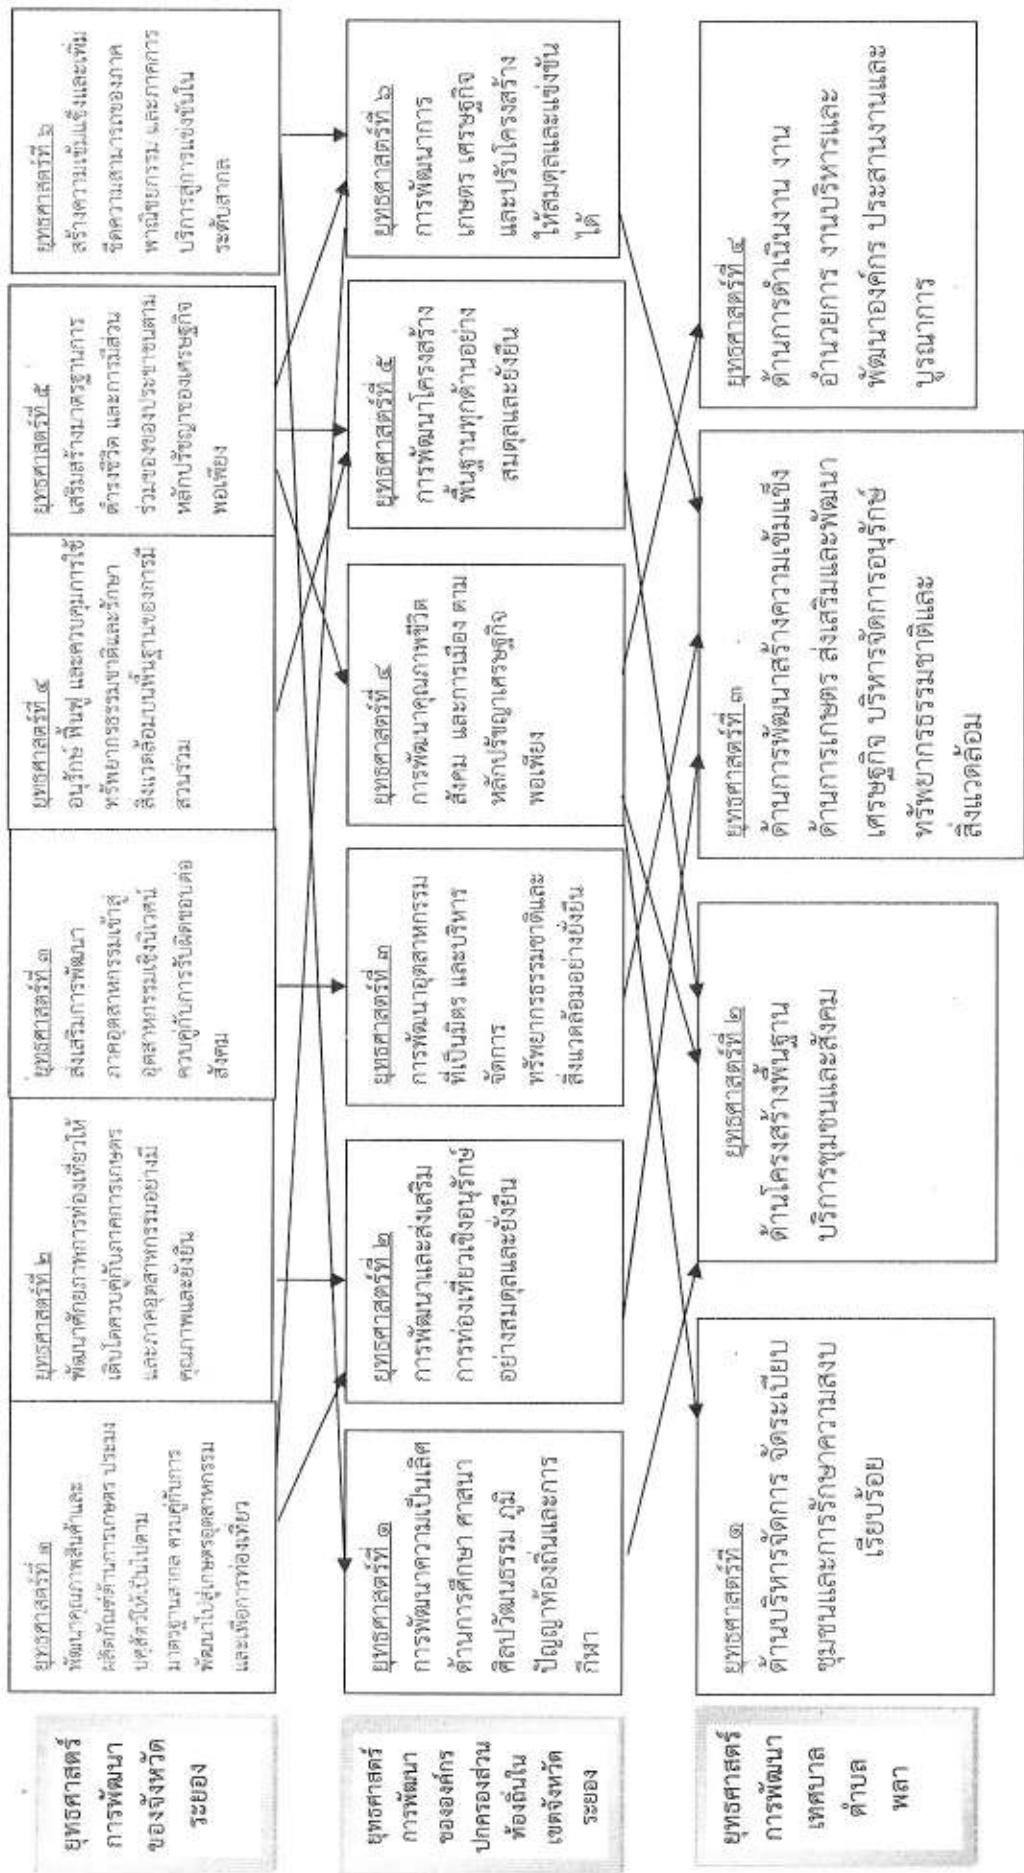 ยุทธศาสตร์
การพัฒนา
ของจังหวัด
ระยอง
ยุทธศาสตร์ที่ ๑
พัฒนาคุณภาพสินค้าและ
ผลิตภัณฑ์ด้านการเกษตร ประมง
ปศุสัตว์ให้เป็นไปตาม
มาตรฐานสากล ควบคู่กับการ
พัฒนาไปสู่เกษตรอุตสาหกรรม
และเพื่อการท่องเที่ยว
ยุทธศาสตร์ที่ ๒
พัฒนาศักยภาพการท่องเที่ยวให้
เติบโตควบคู่กับภาคการเกษตร
และภาคอุตสาหกรรมอย่างมี
คุณภาพและยั่งยืน
ยุทธศาสตร์ที่ ๓
ส่งเสริมการพัฒนา
ภาคอุตสาหกรรมเข้าสู่
อุตสาหกรรมเชิงนิเวศน์
ควบคู่กับการรับผิดชอบต่อ
สังคม
ยุทธศาสตร์ที่ ๔
อนุรักษ์ ฟื้นฟู และควบคุมการใช้
ทรัพยากรธรรมชาติและรักษา
สิ่งแวดล้อมบนพื้นฐานของการมี
ส่วนร่วม
ยุทธศาสตร์ที่ ๕
เสริมสร้างมาตรฐานการ
ดำรงชีวิต และการมีส่วน
ร่วมของของประชาชนตาม
หลักปรัชญาของเศรษฐกิจ
พอเพียง
ยุทธศาสตร์ที่ ๖
สร้างความเข้มแข็งและเพิ่ม
ขีดความสามารถของภาค
พาณิชยกรรม และภาคการ
บริการสู่การแข่งขันใน
ระดับสากล
ยุทธศาสตร์
การพัฒนา
ขององค์กร
ปกครองส่วน
ท้องถิ่นใน
เขตจังหวัด
ระยอง
ยุทธศาสตร์ที่ ๑
การพัฒนาความเป็นเลิศ
ด้านการศึกษา ศาสนา
ศิลปวัฒนธรรม ภูมิ
ปัญญาท้องถิ่นและการ
กีฬา
ยุทธศาสตร์ที่ ๒
การพัฒนาและส่งเสริม
การท่องเที่ยวเชิงอนุรักษ์
อย่างสมดุลและยั่งยืน
ยุทธศาสตร์ที่ ๓
การพัฒนาอุตสาหกรรม
ที่เป็นมิตร และบริหาร
จัดการ
ทรัพยากรธรรมชาติและ
สิ่งแวดล้อมอย่างยั่งยืน
ยุทธศาสตร์ที่ ๔
การพัฒนาคุณภาพชีวิต
สังคม และการเมือง ตาม
หลักปรัชญาเศรษฐกิจ
พอเพียง
ยุทธศาสตร์ที่ ๕
การพัฒนาโครงสร้าง
พื้นฐานทุกด้านอย่าง
สมดุลและยั่งยืน
ยุทธศาสตร์ที่ ๖
การพัฒนาการ
เกษตร เศรษฐกิจ
และปรับโครงสร้าง
ให้สมดุลและแข่งขัน
ได้
ยุทธศาสตร์
การพัฒนา
เทศบาล
ตำบล
พลา
ยุทธศาสตร์ที่ ๑
ด้านบริหารจัดการ จัดระเบียบ
ชุมชนและการรักษาความสงบ
เรียบร้อย
ยุทธศาสตร์ที่ ๒
ด้านโครงสร้างพื้นฐาน
บริการชุมชนและสังคม
ยุทธศาสตร์ที่ ๓
ด้านการพัฒนาสร้างความเข้มแข็ง
ด้านการเกษตร ส่งเสริมและพัฒนา
เศรษฐกิจ บริหารจัดการอนุรักษ์
ทรัพยากรธรรมชาติและ
สิ่งแวดล้อม
ยุทธศาสตร์ที่ ๔
ด้านการดำเนินงาน งาน
อำนวยการ งานบริหารและ
พัฒนาองค์กร ประสานงานและ
บูรณาการ